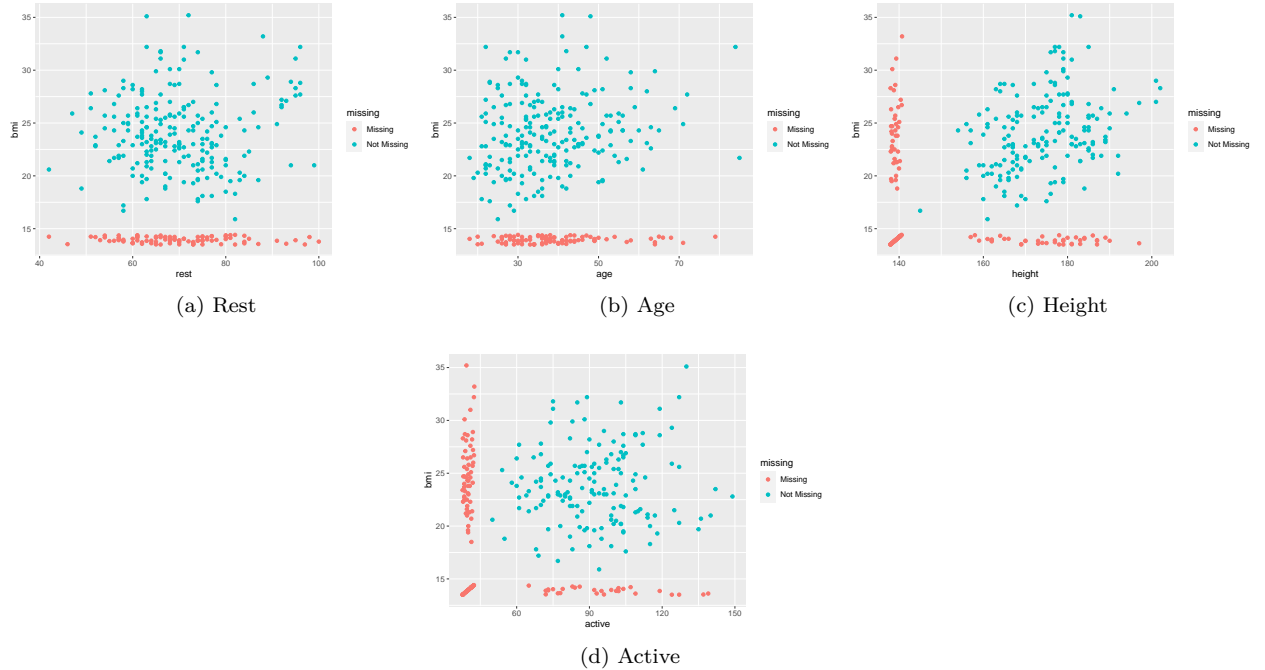 35
30
25
20
15
bmi
40
60
80
100
rest
missing
Missing
Not Missing
(a) Rest
35
30
25
20
15
bmi
30
50
70
age
missing
Missing
Not Missing
(b) Age
35
30
25
20
15
bmi
140
160
180
200
height
missing
Missing
Not Missing
(c) Height
35
30
25
20
15
bmi
60
90
120
150
active
missing
Missing
Not Missing
(d) Active